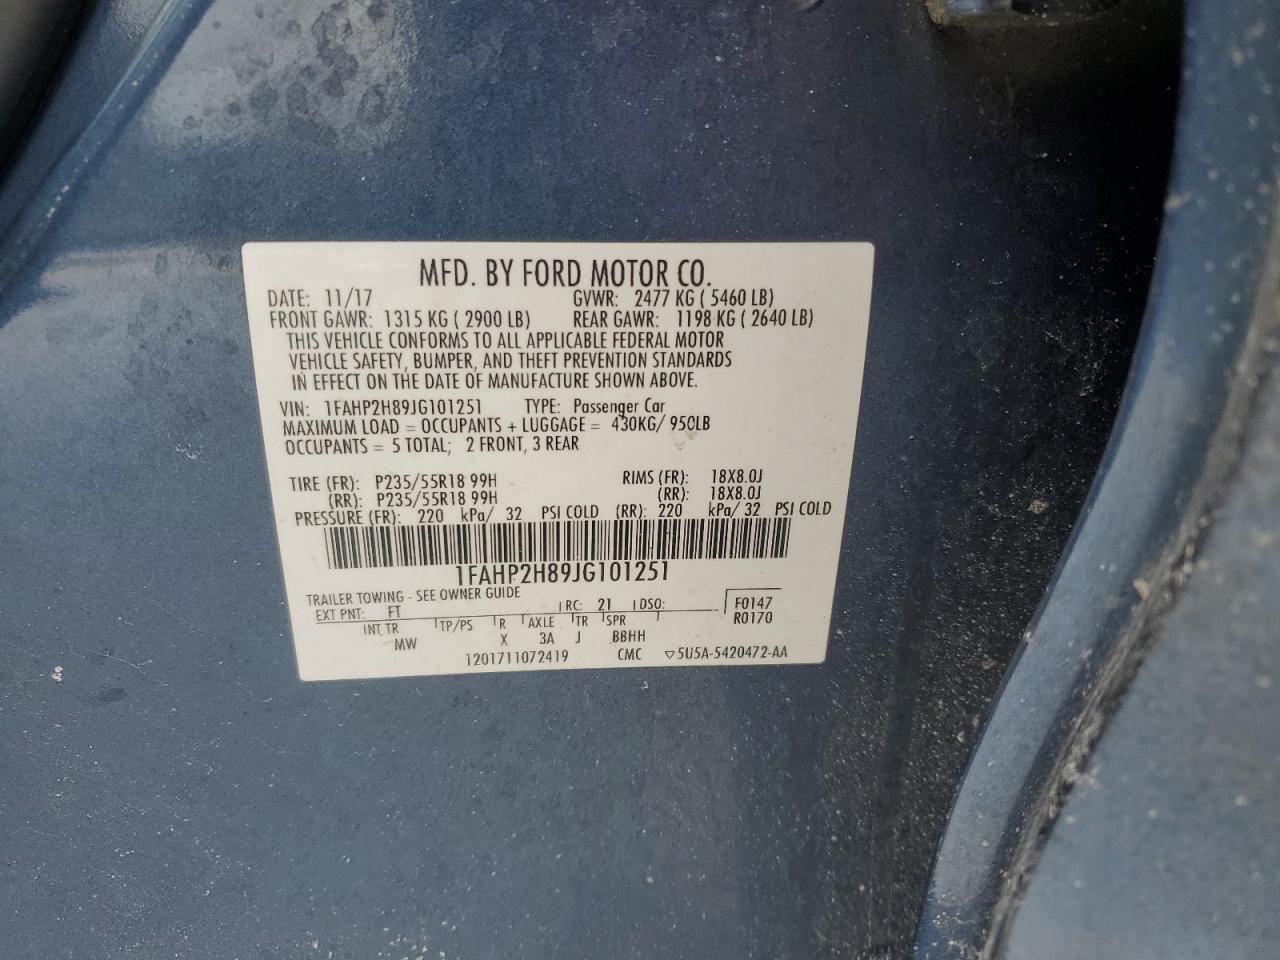 MFD. BY FORD MOTOR CO.
DATE: 11/17 GVWR: 2477 KG ( 5460 LB)
FRONT GAWR: 1315 KG ( 2900 LB) REAR GAWR: 1198 KG ( 2640 LB)
THIS VEHICLE CONFORMS TO ALL APPLICABLE FEDERAL MOTOR
VEHICLE SAFETY, BUMPER, AND THEFT PREVENTION STANDARDS
IN EFFECT ON THE DATE OF MANUFACTURE SHOWN ABOVE.
VIN: 1FAHP2H89JG101251 TYPE: Passenger Car
MAXIMUM LOAD = OCCUPANTS + LUGGAGE = 430KG/ 950LB
OCCUPANTS = 5 TOTAL; 2 FRONT, 3 REAR
TIRE (FR): P235/55R18 99H RIMS (FR): 18X8.0J
(RR): P235/55R18 99H (RR): 18X8.0J
PRESSURE (FR): 220 kPa/ 32 PSI COLD (RR): 220 kPa/ 32 PSI COLD
1FAHP2H89JG101251
TRAILER TOWING - SEE OWNER GUIDE
EXT PNT: FT RC: 21 DSO: F0147
INT TR TP/PS R AXLE TR SPR R0170
MW X 3A J BBHH
1201711072419 CMC ▽5U5A-5420472-AA